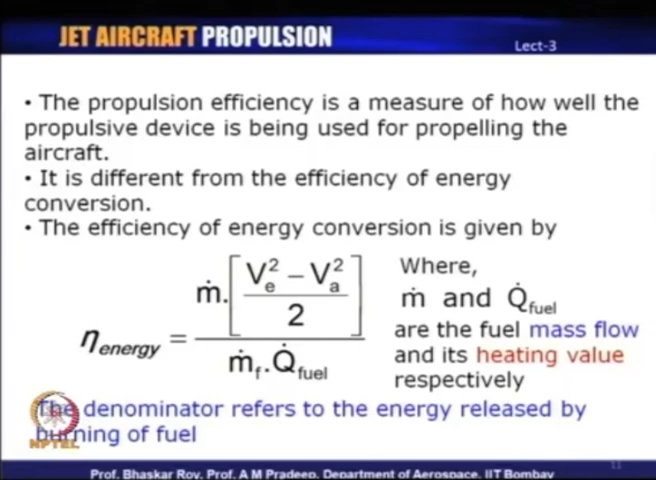 JET AIRCRAFT PROPULSION
Lect-3
• The propulsion efficiency is a measure of how well the
propulsive device is being used for propelling the
aircraft.
• It is different from the efficiency of energy
conversion.
• The efficiency of energy conversion is given by
η_energy = ṁ.[(V_e^2 − V_a^2)/2] / ṁ_f.Q̇_fuel
Where,
ṁ and Q̇_fuel
are the fuel mass flow
and its heating value
respectively
The denominator refers to the energy released by
burning of fuel
NPTEL
11
Prof. Bhaskar Roy, Prof. A M Pradeep, Department of Aerospace, IIT Bombay